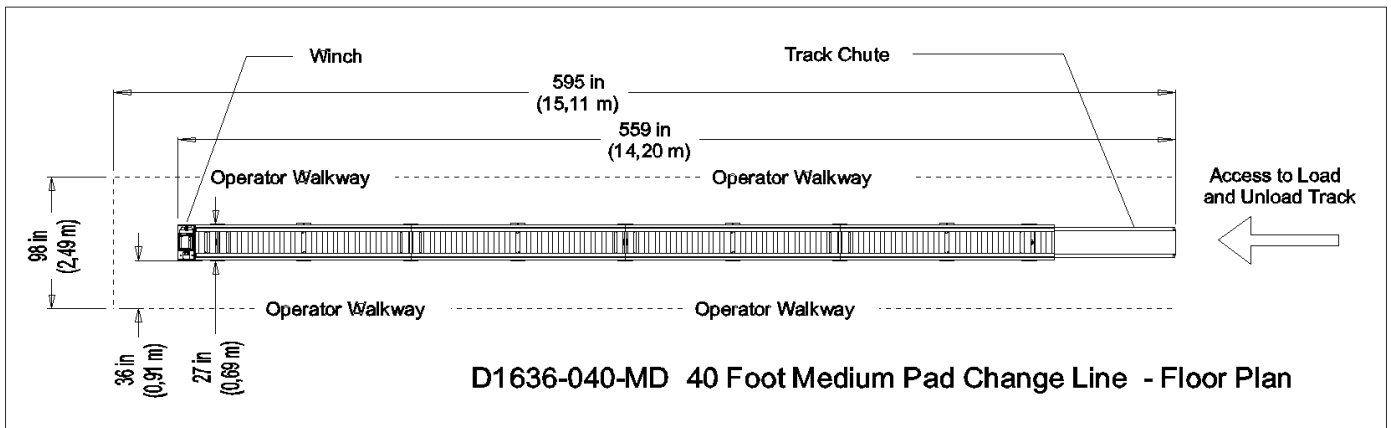 Winch
Track Chute
595 in
(15,11 m)
559 in
(14,20 m)
Operator Walkway
Operator Walkway
Access to Load
and Unload Track
98 in
(2,49 m)
Operator Walkway
Operator Walkway
36 in
(0,91 m)
27 in
(0,69 m)
D1636-040-MD 40 Foot Medium Pad Change Line - Floor Plan